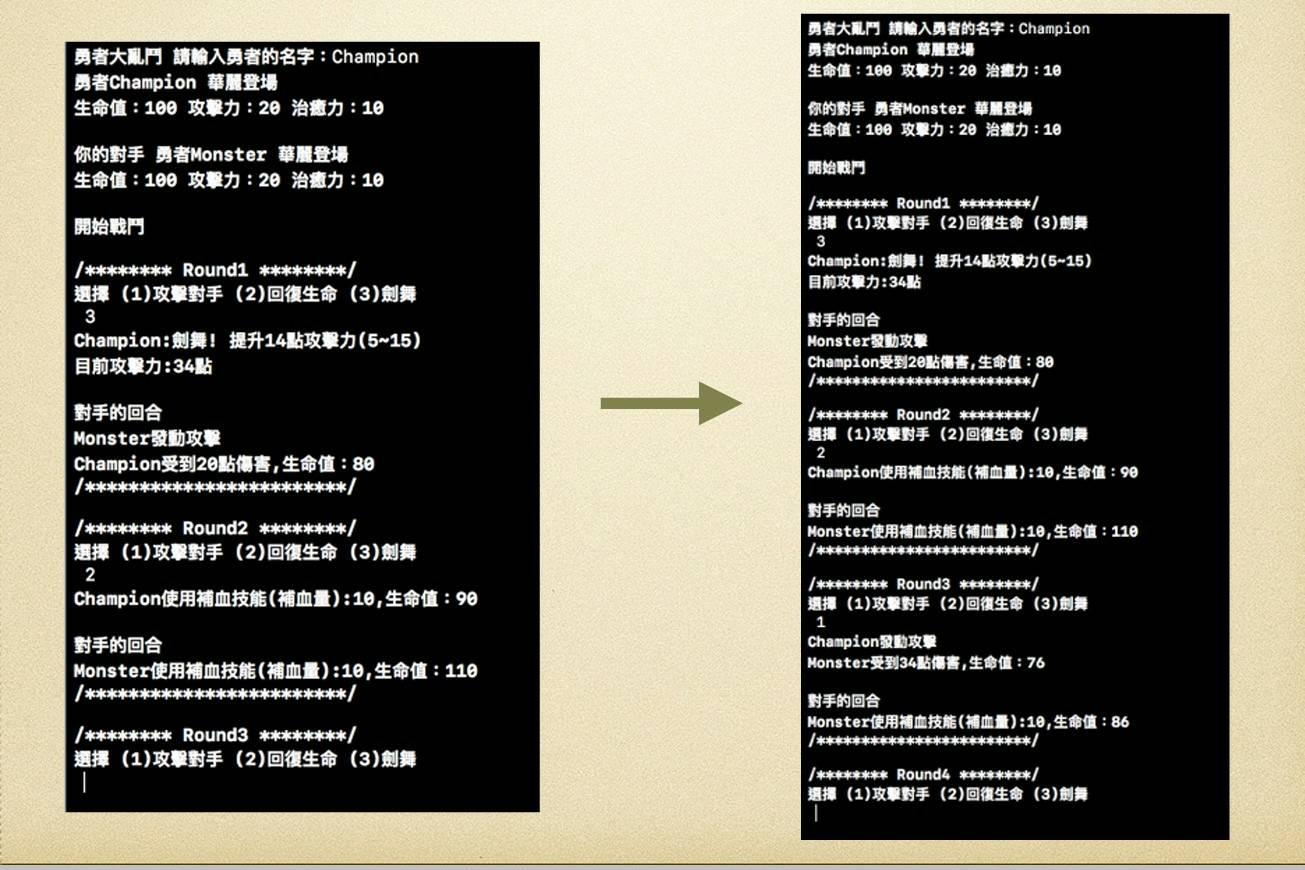 勇者大亂鬥 請輸入勇者的名字：Champion
勇者Champion 華麗登場
生命值：100 攻擊力：20 治癒力：10
你的對手 勇者Monster 華麗登場
生命值：100 攻擊力：20 治癒力：10
開始戰鬥
/******** Round1 ********/
選擇 (1)攻擊對手 (2)回復生命 (3)劍舞
3
Champion:劍舞! 提升14點攻擊力(5~15)
目前攻擊力:34點
對手的回合
Monster發動攻擊
Champion受到20點傷害,生命值：80
/************************/
/******** Round2 ********/
選擇 (1)攻擊對手 (2)回復生命 (3)劍舞
2
Champion使用補血技能(補血量):10,生命值：90
對手的回合
Monster使用補血技能(補血量):10,生命值：110
/************************/
/******** Round3 ********/
選擇 (1)攻擊對手 (2)回復生命 (3)劍舞
勇者大亂鬥 請輸入勇者的名字：Champion
勇者Champion 華麗登場
生命值：100 攻擊力：20 治癒力：10
你的對手 勇者Monster 華麗登場
生命值：100 攻擊力：20 治癒力：10
開始戰鬥
/******** Round1 ********/
選擇 (1)攻擊對手 (2)回復生命 (3)劍舞
3
Champion:劍舞! 提升14點攻擊力(5~15)
目前攻擊力:34點
對手的回合
Monster發動攻擊
Champion受到20點傷害,生命值：80
/************************/
/******** Round2 ********/
選擇 (1)攻擊對手 (2)回復生命 (3)劍舞
2
Champion使用補血技能(補血量):10,生命值：90
對手的回合
Monster使用補血技能(補血量):10,生命值：110
/************************/
/******** Round3 ********/
選擇 (1)攻擊對手 (2)回復生命 (3)劍舞
1
Champion發動攻擊
Monster受到34點傷害,生命值：76
對手的回合
Monster使用補血技能(補血量):10,生命值：86
/************************/
/******** Round4 ********/
選擇 (1)攻擊對手 (2)回復生命 (3)劍舞